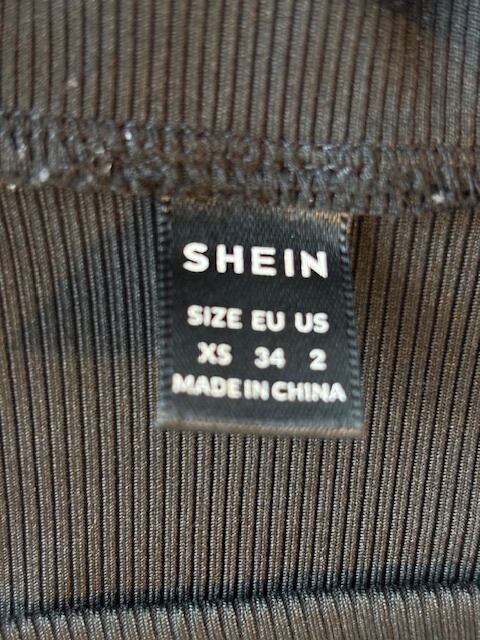 SHEIN
SIZE EU US
XS 34 2
MADE IN CHINA